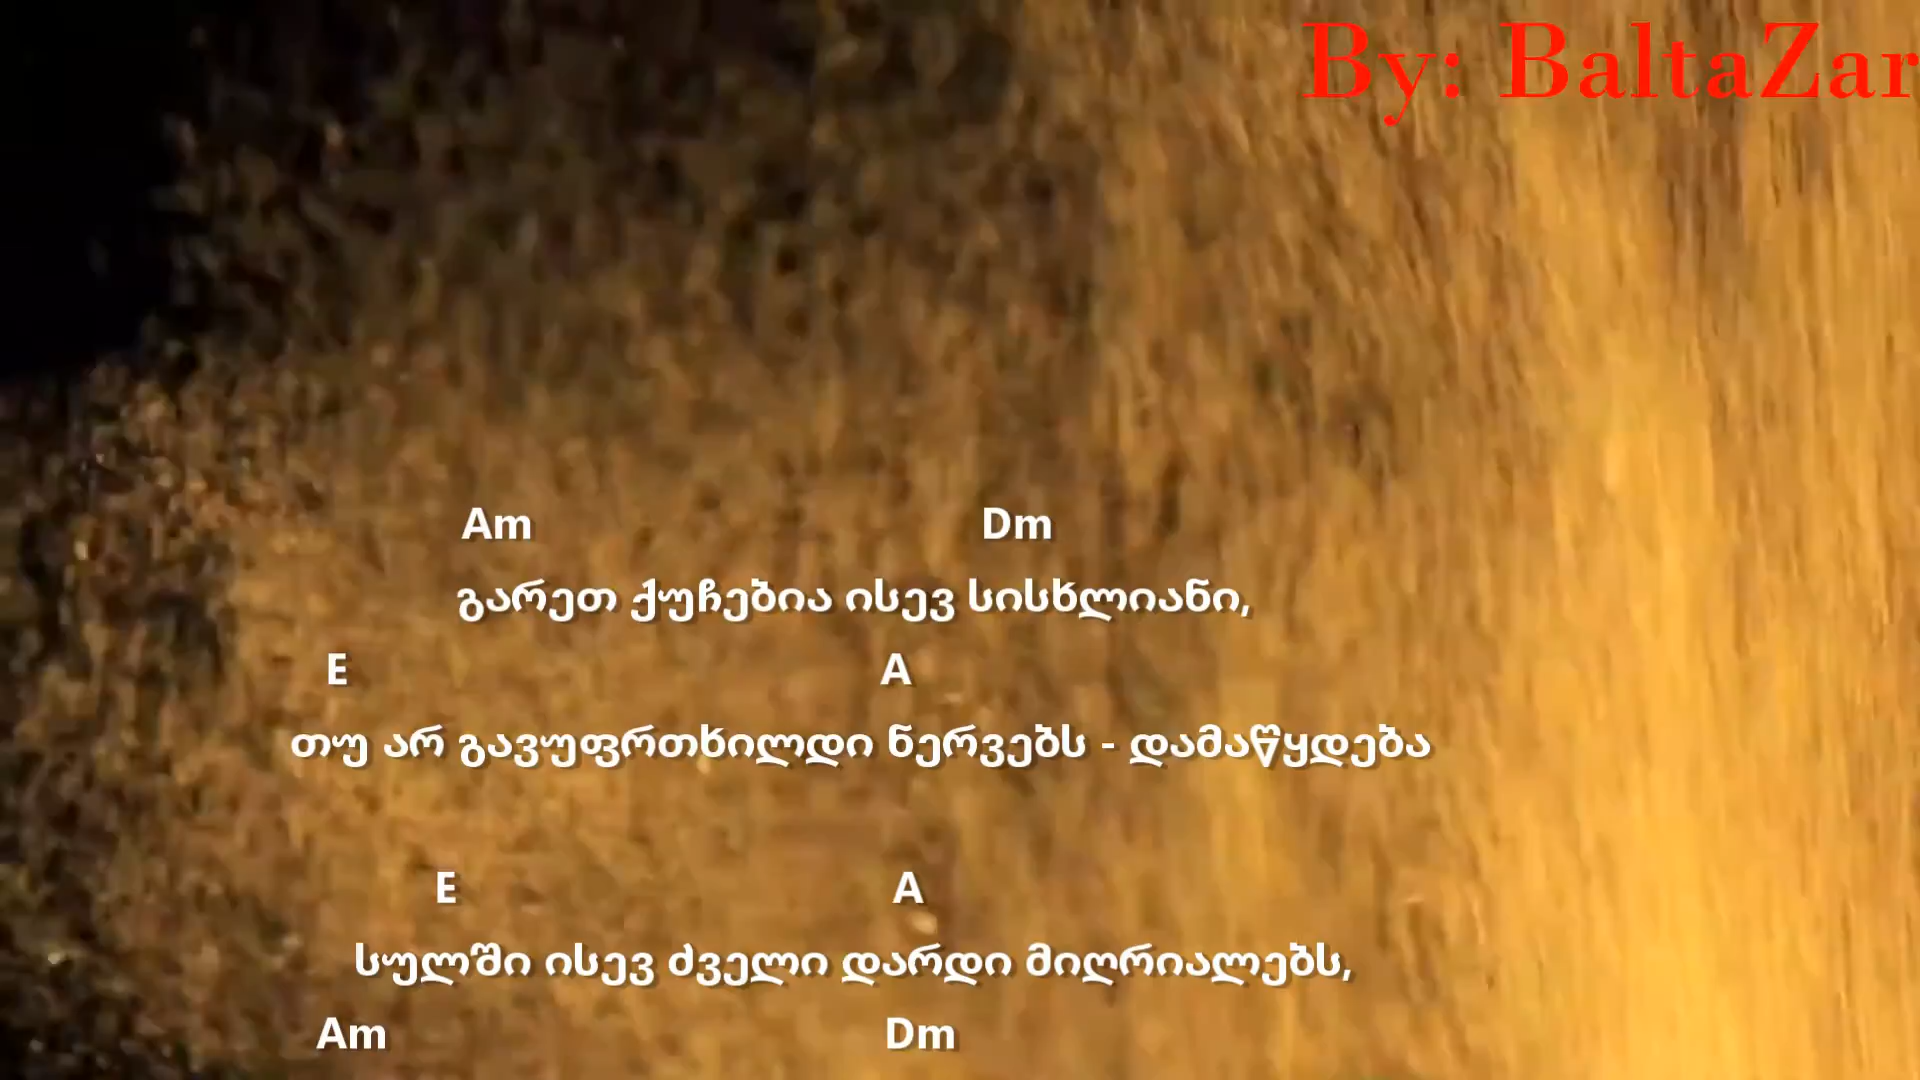 By: BaltaZar
Am Dm
გარეთ ქუჩებია ისევ სისხლიანი,
E A
თუ არ გავუფრთხილდი ნერვებს - დამაწყდება
E A
სულში ისევ ძველი დარდი მიღრიალებს,
Am Dm